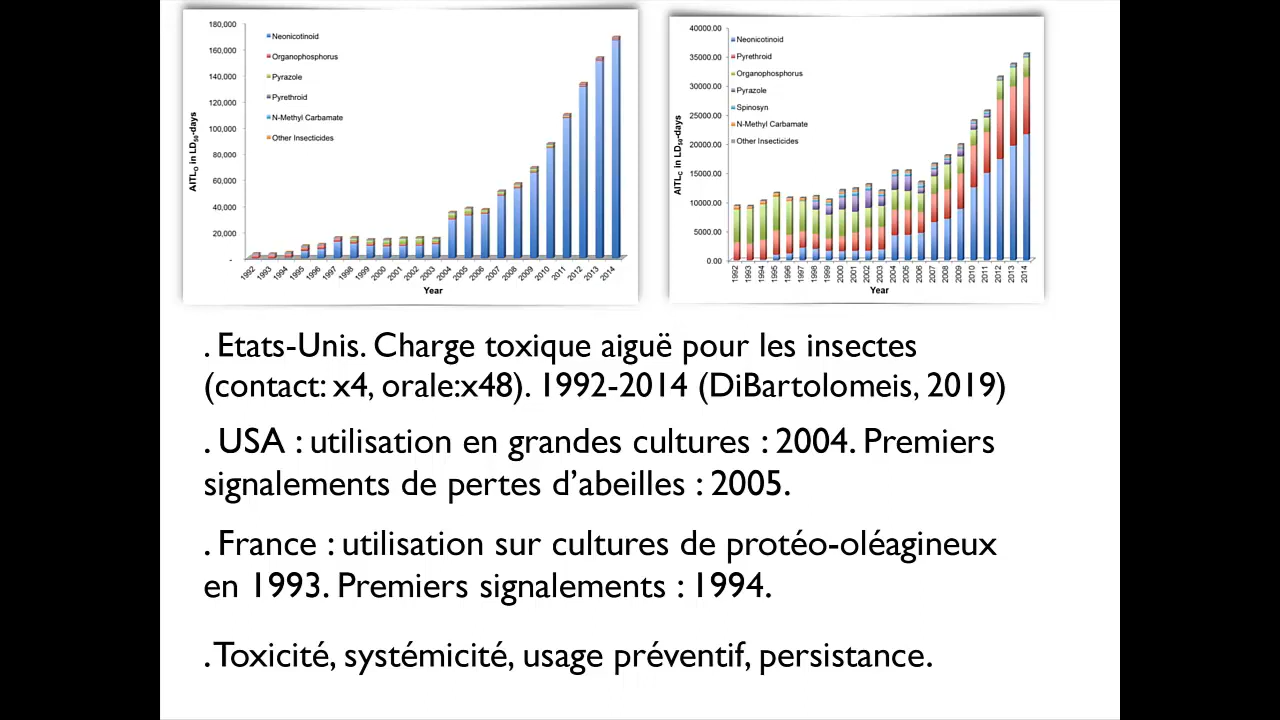 180,000
160,000
140,000
120,000
100,000
80,000
60,000
40,000
20,000
-
AITLO in LD50-days
Neonicotinoid
Organophosphorus
Pyrazole
Pyrethroid
N-Methyl Carbamate
Other Insecticides
1992 1993 1994 1995 1996 1997 1998 1999 2000 2001 2002 2003 2004 2005 2006 2007 2008 2009 2010 2011 2012 2013 2014
Year
40000.00
35000.00
30000.00
25000.00
20000.00
15000.00
10000.00
5000.00
0.00
AITLC in LD50-days
Neonicotinoid
Pyrethroid
Organophosphorus
Pyrazole
Spinosyn
N-Methyl Carbamate
Other Insecticides
1992 1993 1994 1995 1996 1997 1998 1999 2000 2001 2002 2003 2004 2005 2006 2007 2008 2009 2010 2011 2012 2013 2014
Year
. Etats-Unis. Charge toxique aiguë pour les insectes
(contact: x4, orale:x48). 1992-2014 (DiBartolomeis, 2019)
. USA : utilisation en grandes cultures : 2004. Premiers
signalements de pertes d’abeilles : 2005.
. France : utilisation sur cultures de protéo-oléagineux
en 1993. Premiers signalements : 1994.
. Toxicité, systémicité, usage préventif, persistance.